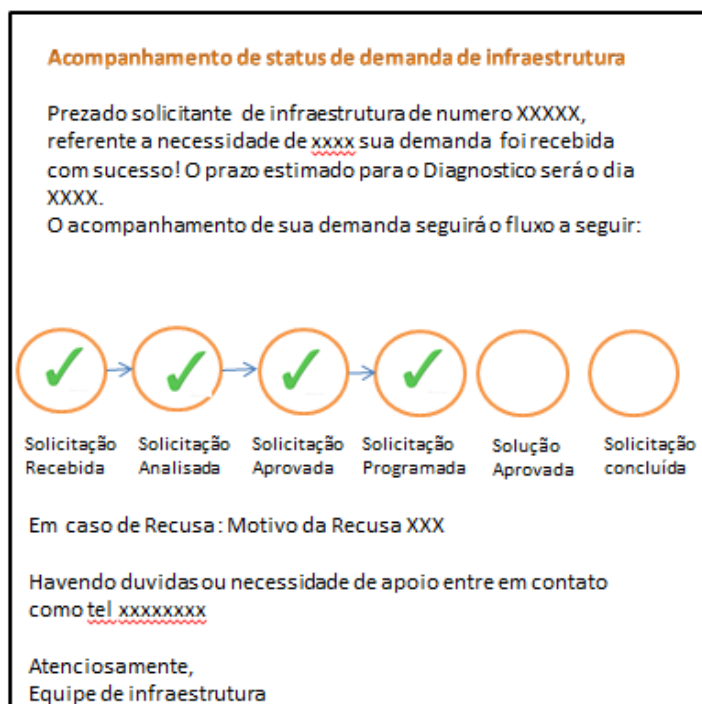 Acompanhamento de status de demanda de infraestrutura
Prezado solicitante de infraestrutura de numero XXXXX,
referente a necessidade de xxxx sua demanda foi recebida
com sucesso! O prazo estimado para o Diagnostico será o dia
XXXX.
O acompanhamento de sua demanda seguirá o fluxo a seguir:
Solicitação Recebida
Solicitação Analisada
Solicitação Aprovada
Solicitação Programada
Solução Aprovada
Solicitação concluída
Em caso de Recusa: Motivo da Recusa XXX
Havendo duvidas ou necessidade de apoio entre em contato
como tel xxxxxxxx
Atenciosamente,
Equipe de infraestrutura